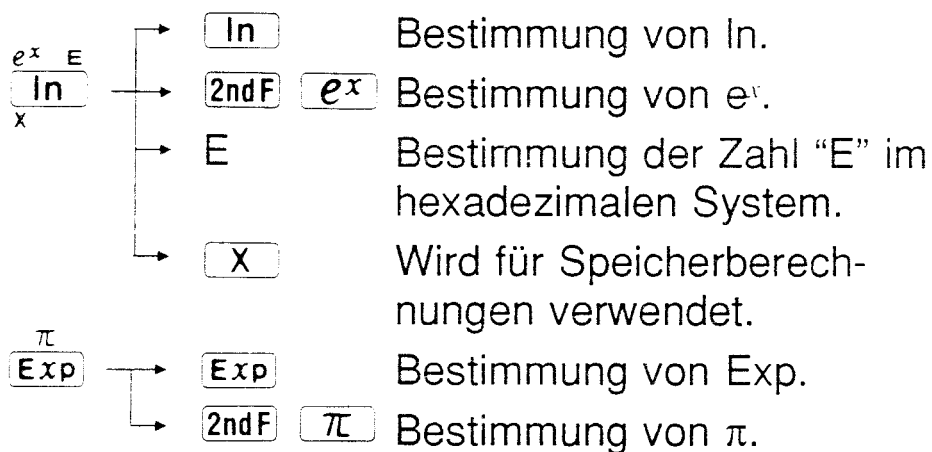 ln Bestimmung von ln.
eˣ E
ln
X
2ndF eˣ Bestimmung von eˣ.
E Bestimmung der Zahl “E” im
hexadezimalen System.
X Wird für Speicherberech-
nungen verwendet.
π
Exp
Exp Bestimmung von Exp.
2ndF π Bestimmung von π.